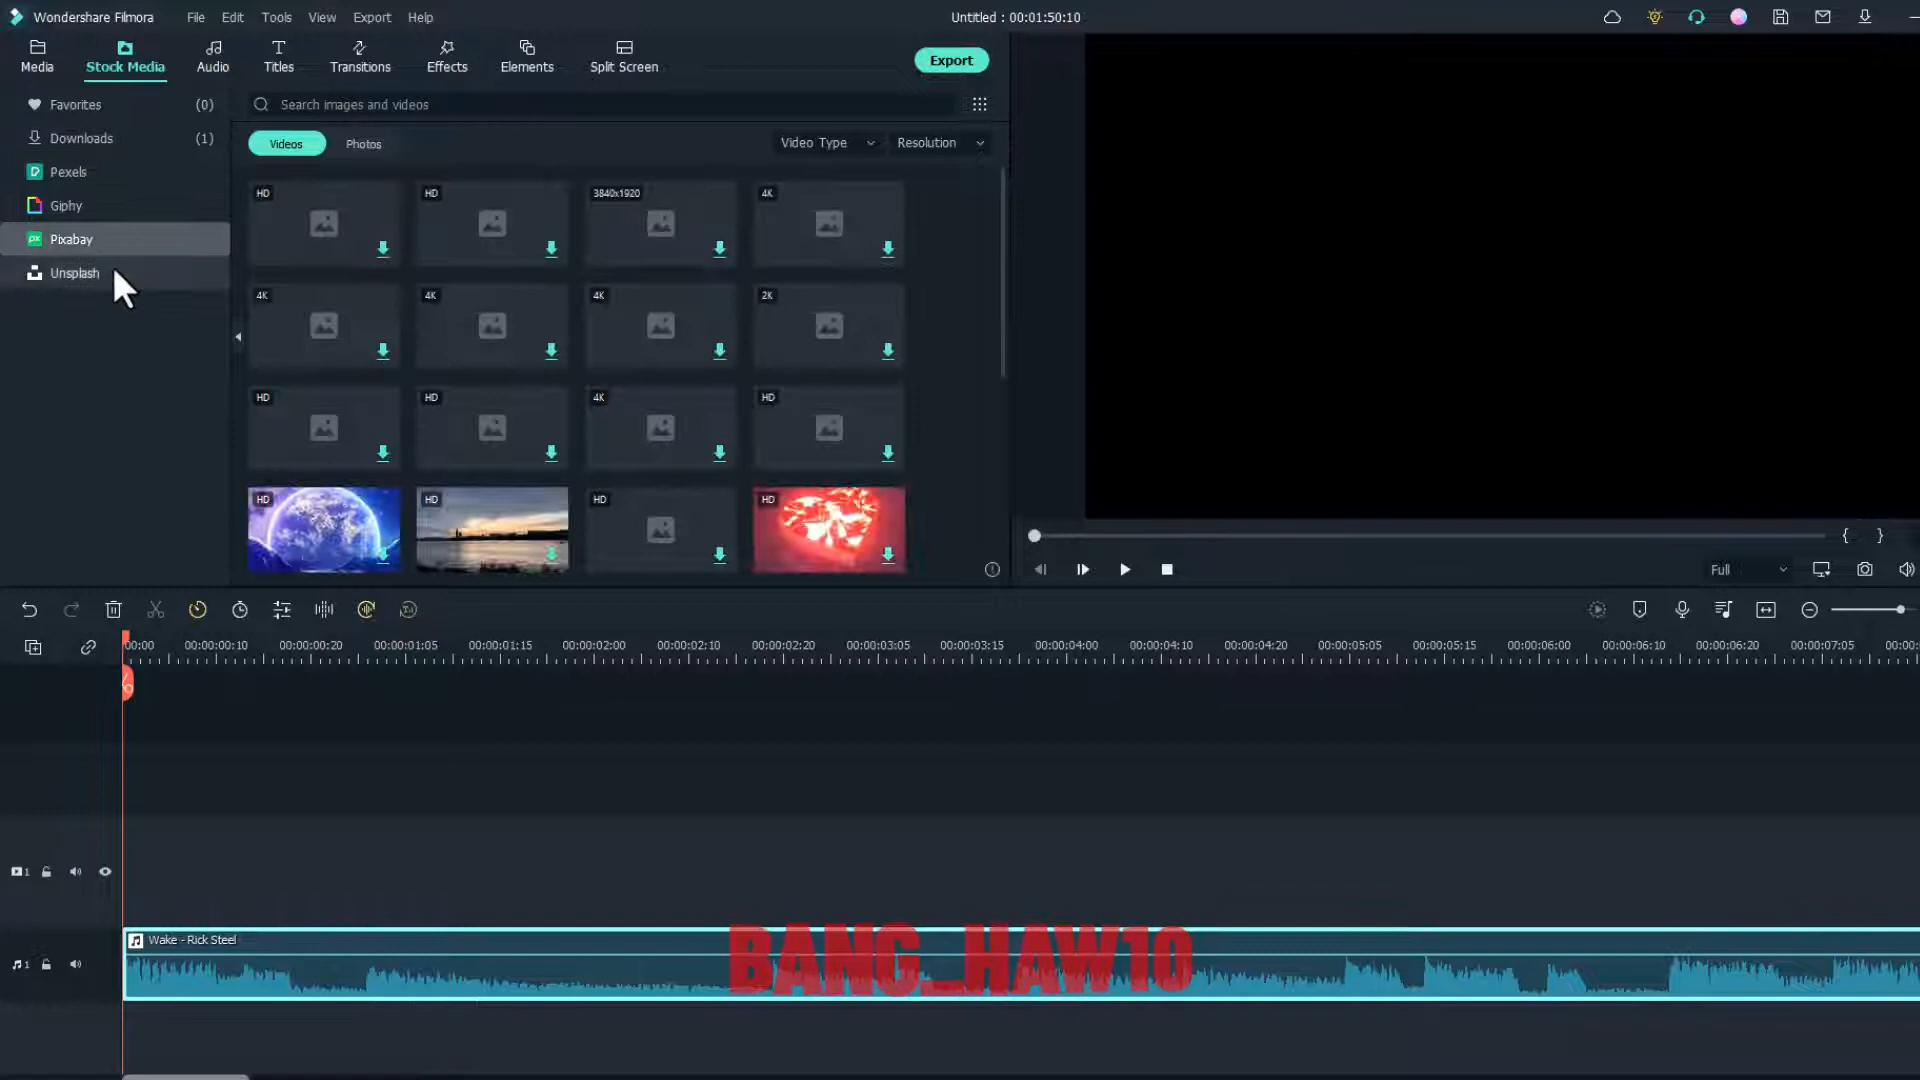 Wondershare Filmora File Edit Tools View Export Help Untitled : 00:01:50:10
Media Stock Media Audio Titles Transitions Effects Elements Split Screen Export
Favorites (0) Search images and videos
Downloads (1) Videos Photos Video Type Resolution
Pexels
Giphy HD HD 3840x1920 4K
px Pixabay
Unsplash
4K 4K 4K 2K
HD HD 4K HD
HD HD HD HD
{ }
Full
00:00 00:00:00:10 00:00:00:20 00:00:01:05 00:00:01:15 00:00:02:00 00:00:02:10 00:00:02:20 00:00:03:05 00:00:03:15 00:00:04:00 00:00:04:10 00:00:04:20 00:00:05:05 00:00:05:15 00:00:06:00 00:00:06:10 00:00:06:20 00:00:07:05 00:00:
1
Wake - Rick Steel
1
BANG_HAW10